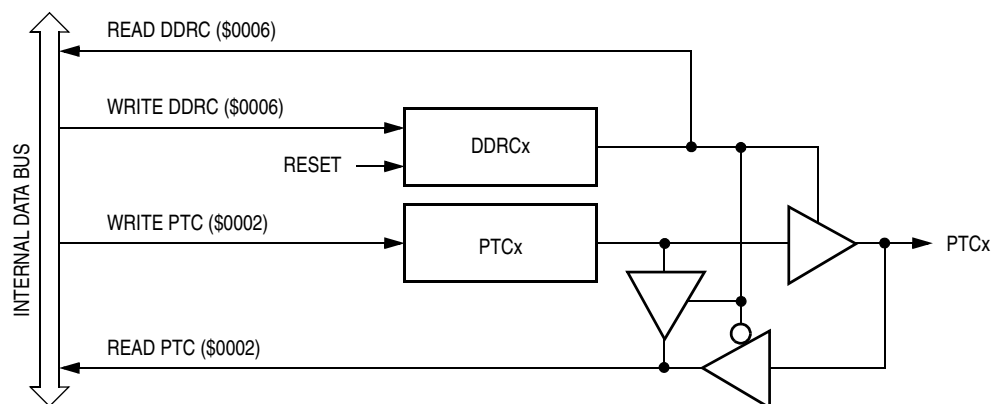 READ DDRC ($0006)
WRITE DDRC ($0006)
DDRCx
RESET
WRITE PTC ($0002)
PTCx
PTCx
READ PTC ($0002)
INTERNAL DATA BUS